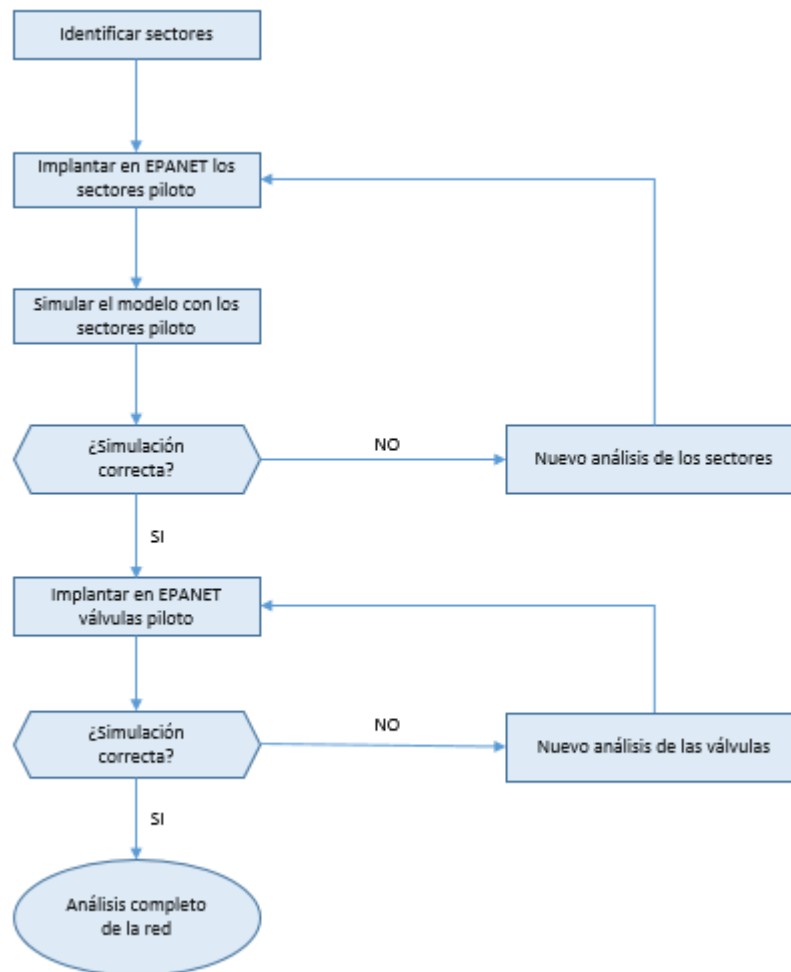 Identificar sectores
Implantar en EPANET los
sectores piloto
Simular el modelo con los
sectores piloto
¿Simulación
correcta?
NO
Nuevo análisis de los sectores
SI
Implantar en EPANET
válvulas piloto
¿Simulación
correcta?
NO
Nuevo análisis de las válvulas
SI
Análisis completo
de la red